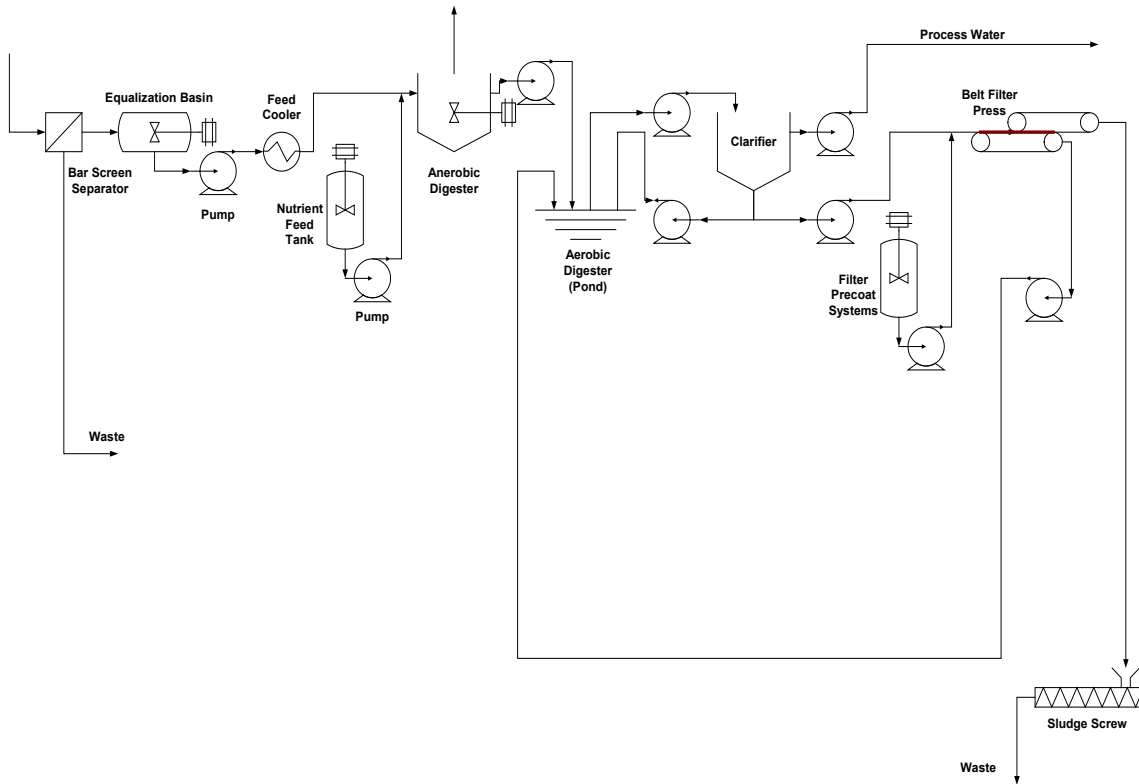 Process Water
Equalization Basin
Feed
Cooler
Belt Filter
Press
Clarifier
Bar Screen
Separator
Anerobic
Digester
Pump
Nutrient
Feed
Tank
Aerobic
Digester
(Pond)
Filter
Precoat
Systems
Pump
Waste
Sludge Screw
Waste